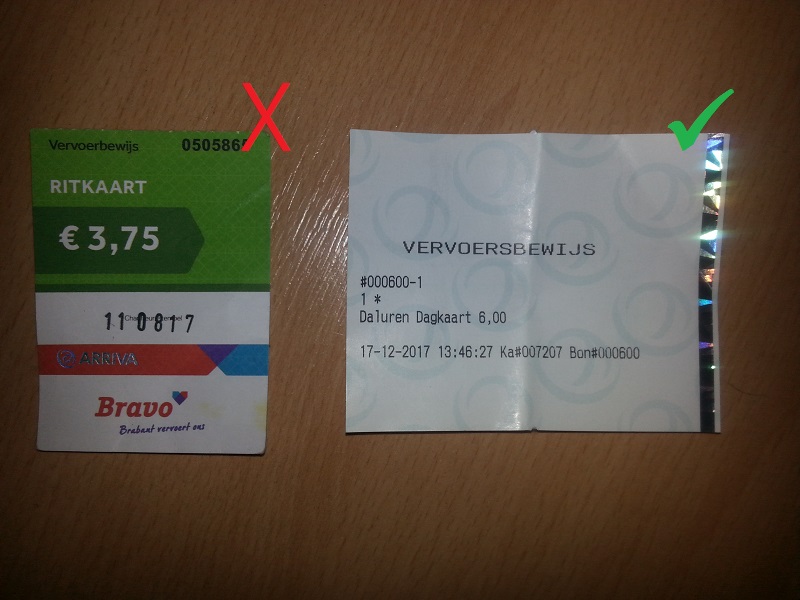 Vervoerbewijs
RITKAART
€ 3,75
110817
ARRIVA
Bravo
Brabant vervoert ons
VERVOERSBEWIJS
#000600-1
1 *
Daluren Dagkaart 6,00
17-12-2017 13:46:27 Ka#007207 Bon#000600